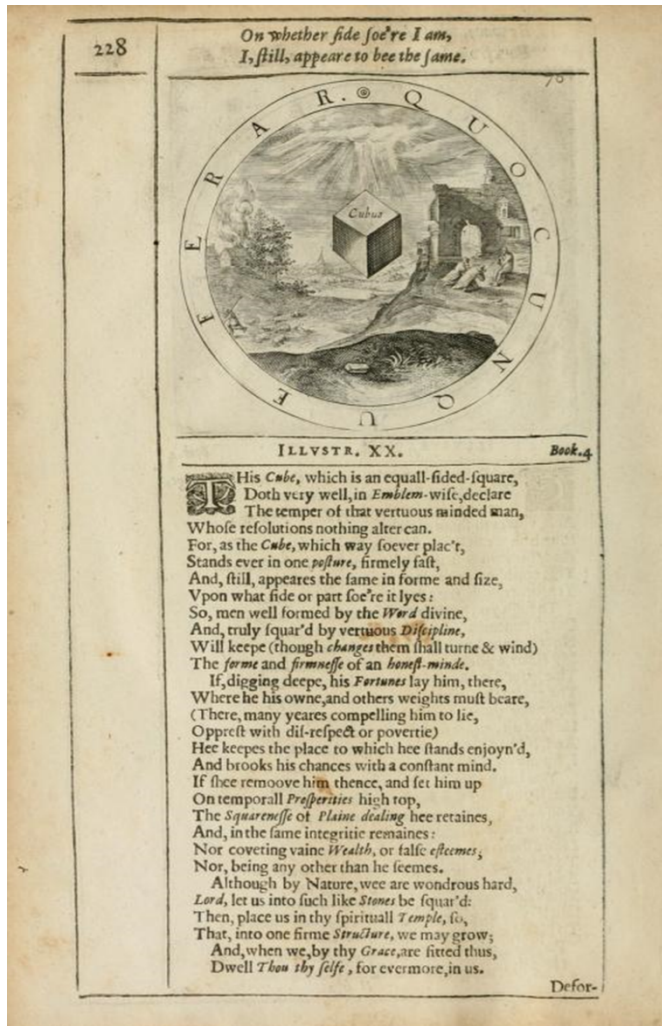 228
On whether ſide ſoe're I am,
I, ſtill, appeare to bee the ſame.
70
QUOCUNQUE FERAR.
Cubus
ILLVSTR. XX.
Book. 4
THis Cube, which is an equall-ſided-ſquare,
Doth very well, in Emblem-wiſe, declare
The temper of that vertuous minded man,
Whoſe reſolutions nothing alter can.
For, as the Cube, which way ſoever plac't,
Stands ever in one poſture, firmely faſt,
And, ſtill, appeares the ſame in forme and ſize,
Vpon what ſide or part ſoe're it lyes:
So, men well formed by the Word divine,
And, truly ſquar'd by vertuous Diſcipline,
Will keepe (though changes them ſhall turne & wind)
The forme and firmneſſe of an honeſt-minde.
If, digging deepe, his Fortunes lay him, there,
Where he his owne, and others weights muſt beare,
(There, many yeares compelling him to lie,
Oppreſt with diſ-reſpect or povertie)
Hee keepes the place to which hee ſtands enjoyn'd,
And brooks his chances with a conſtant mind.
If ſhee remoove him thence, and ſet him up
On temporall Proſperities high top,
The Squareneſſe of Plaine dealing hee retaines,
And, in the ſame integritie remaines:
Nor coveting vaine Wealth, or falſe eſteemes;
Nor, being any other than he ſeemes.
Although by Nature, wee are wondrous hard,
Lord, let us into ſuch like Stones be ſquar'd:
Then, place us in thy ſpirituall Temple, ſo,
That, into one firme Structure, we may grow;
And, when we, by thy Grace, are fitted thus,
Dwell Thou thy ſelfe, for evermore, in us.
Defor-